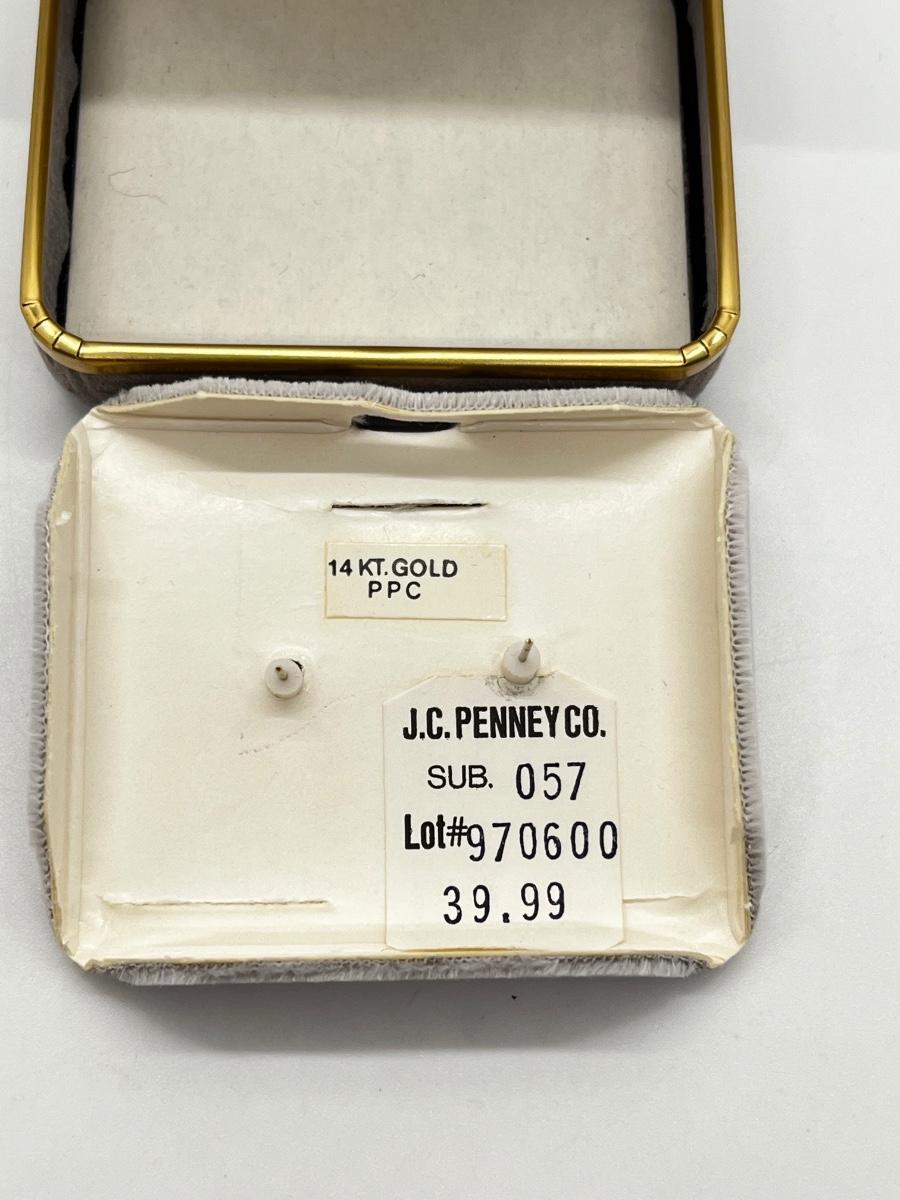 14 KT. GOLD
PPC
J.C. PENNEY CO.
SUB. 057
Lot# 970600
39.99